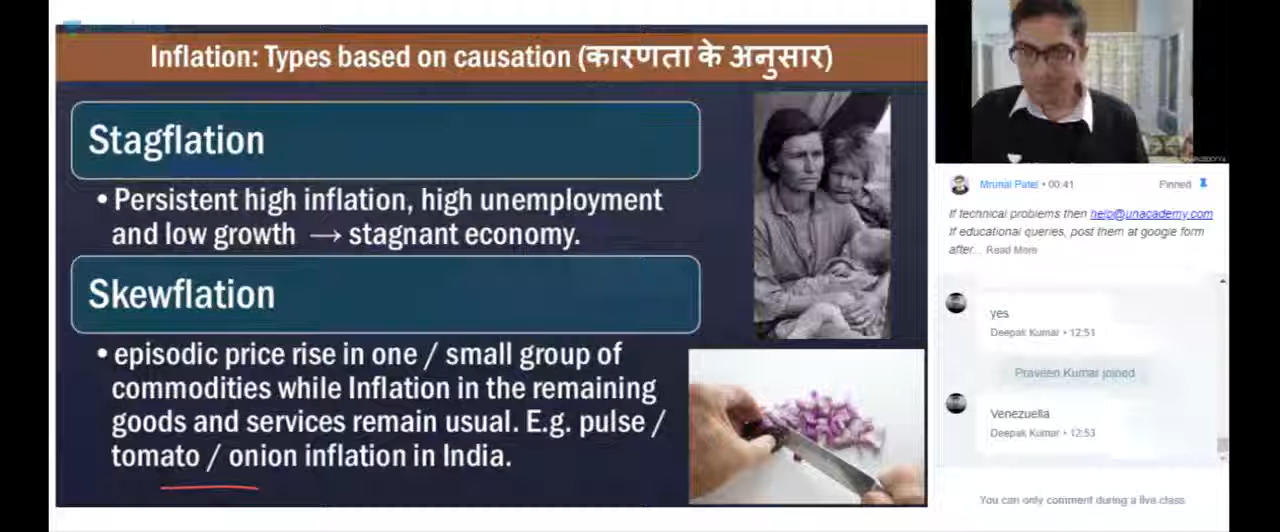 Inflation: Types based on causation (कारणता के अनुसार)
Stagflation
• Persistent high inflation, high unemployment
and low growth → stagnant economy.
Skewflation
• episodic price rise in one / small group of
commodities while Inflation in the remaining
goods and services remain usual. E.g. pulse /
tomato / onion inflation in India.
Mrunal Patel • 00:41
Pinned
If technical problems then help@unacademy.com
If educational queries, post them at google form
after... Read More
yes
Deepak Kumar • 12:51
Praveen Kumar joined
Venezuella
Deepak Kumar • 12:53
You can only comment during a live class